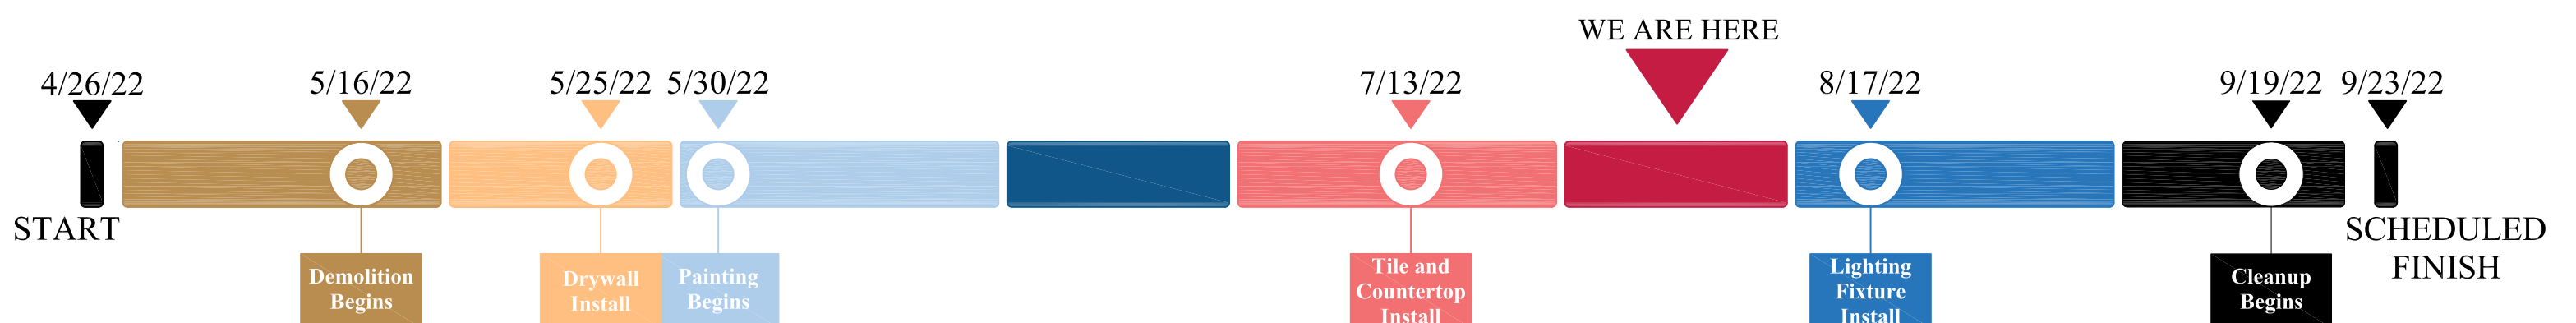 WE ARE HERE
4/26/22
5/16/22
5/25/22
5/30/22
7/13/22
8/17/22
9/19/22
9/23/22
START
SCHEDULED
FINISH
Demolition
Begins
Drywall
Install
Painting
Begins
Tile and
Countertop
Install
Lighting
Fixture
Install
Cleanup
Begins